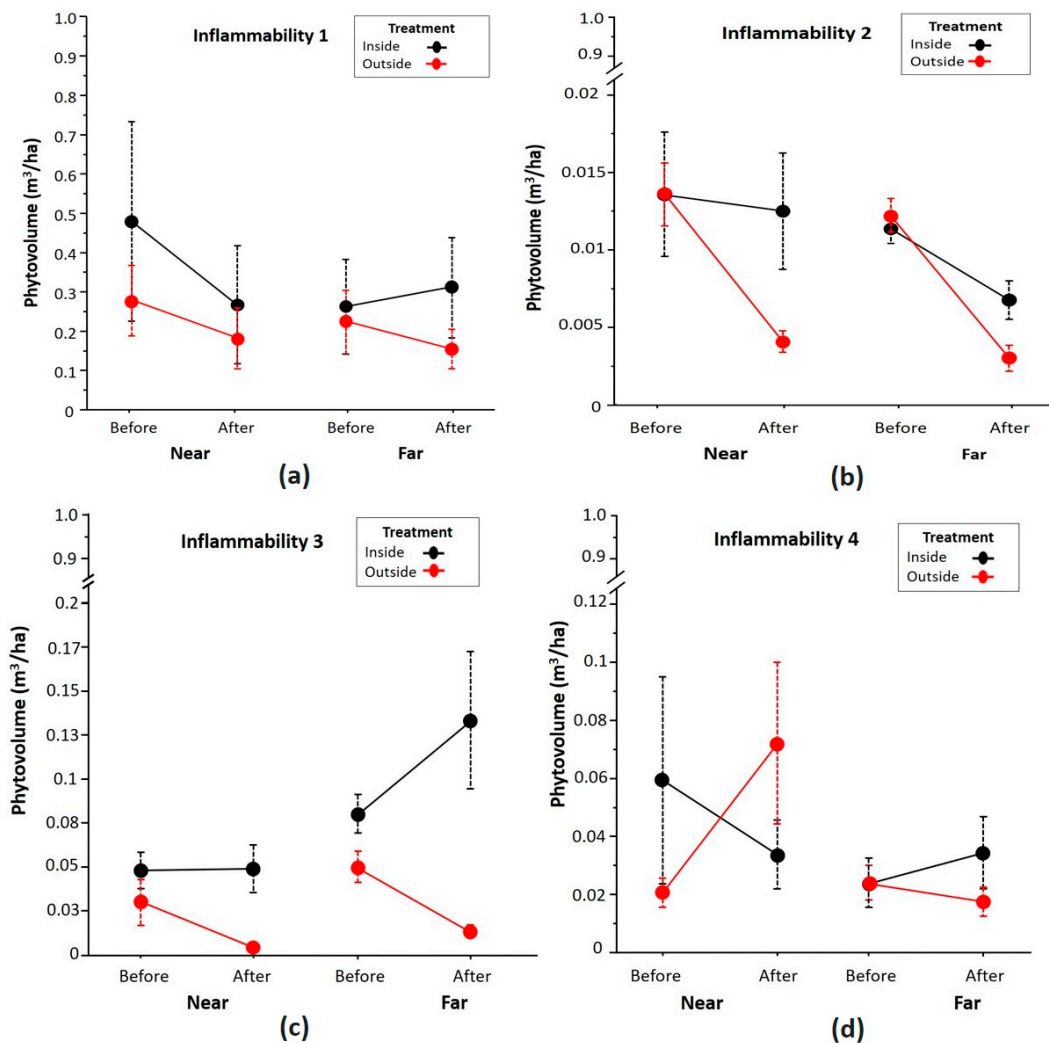 Inflammability 1
Treatment
Inside
Outside
Phytovolume (m³/ha)
1.0
0.9
0.8
0.7
0.6
0.5
0.4
0.3
0.2
0.1
0
Before
After
Before
After
Near
Far
(a)
Inflammability 2
Treatment
Inside
Outside
Phytovolume (m³/ha)
1.0
0.9
0.02
0.015
0.01
0.005
0
Before
After
Before
After
Near
Far
(b)
Inflammability 3
Treatment
Inside
Outside
Phytovolume (m³/ha)
1.0
0.9
0.2
0.17
0.15
0.13
0.1
0.08
0.05
0.03
0
Before
After
Before
After
Near
Far
(c)
Inflammability 4
Treatment
Inside
Outside
Phytovolume (m³/ha)
1.0
0.9
0.12
0.1
0.08
0.06
0.04
0.02
0
Before
After
Before
After
Near
Far
(d)